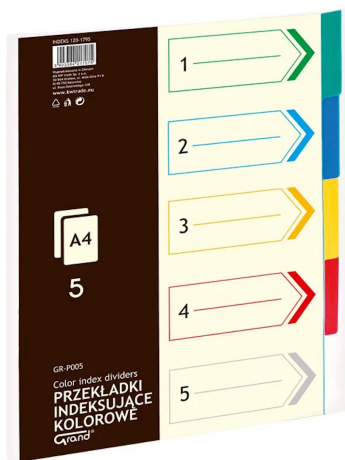 INDEKS 120-1795
www.kwtrade.pl
A4
5
GR-P005
Color index dividers
PRZEKŁADKI
INDEKSUJĄCE
KOLOROWE
Grand®
1
2
3
4
5